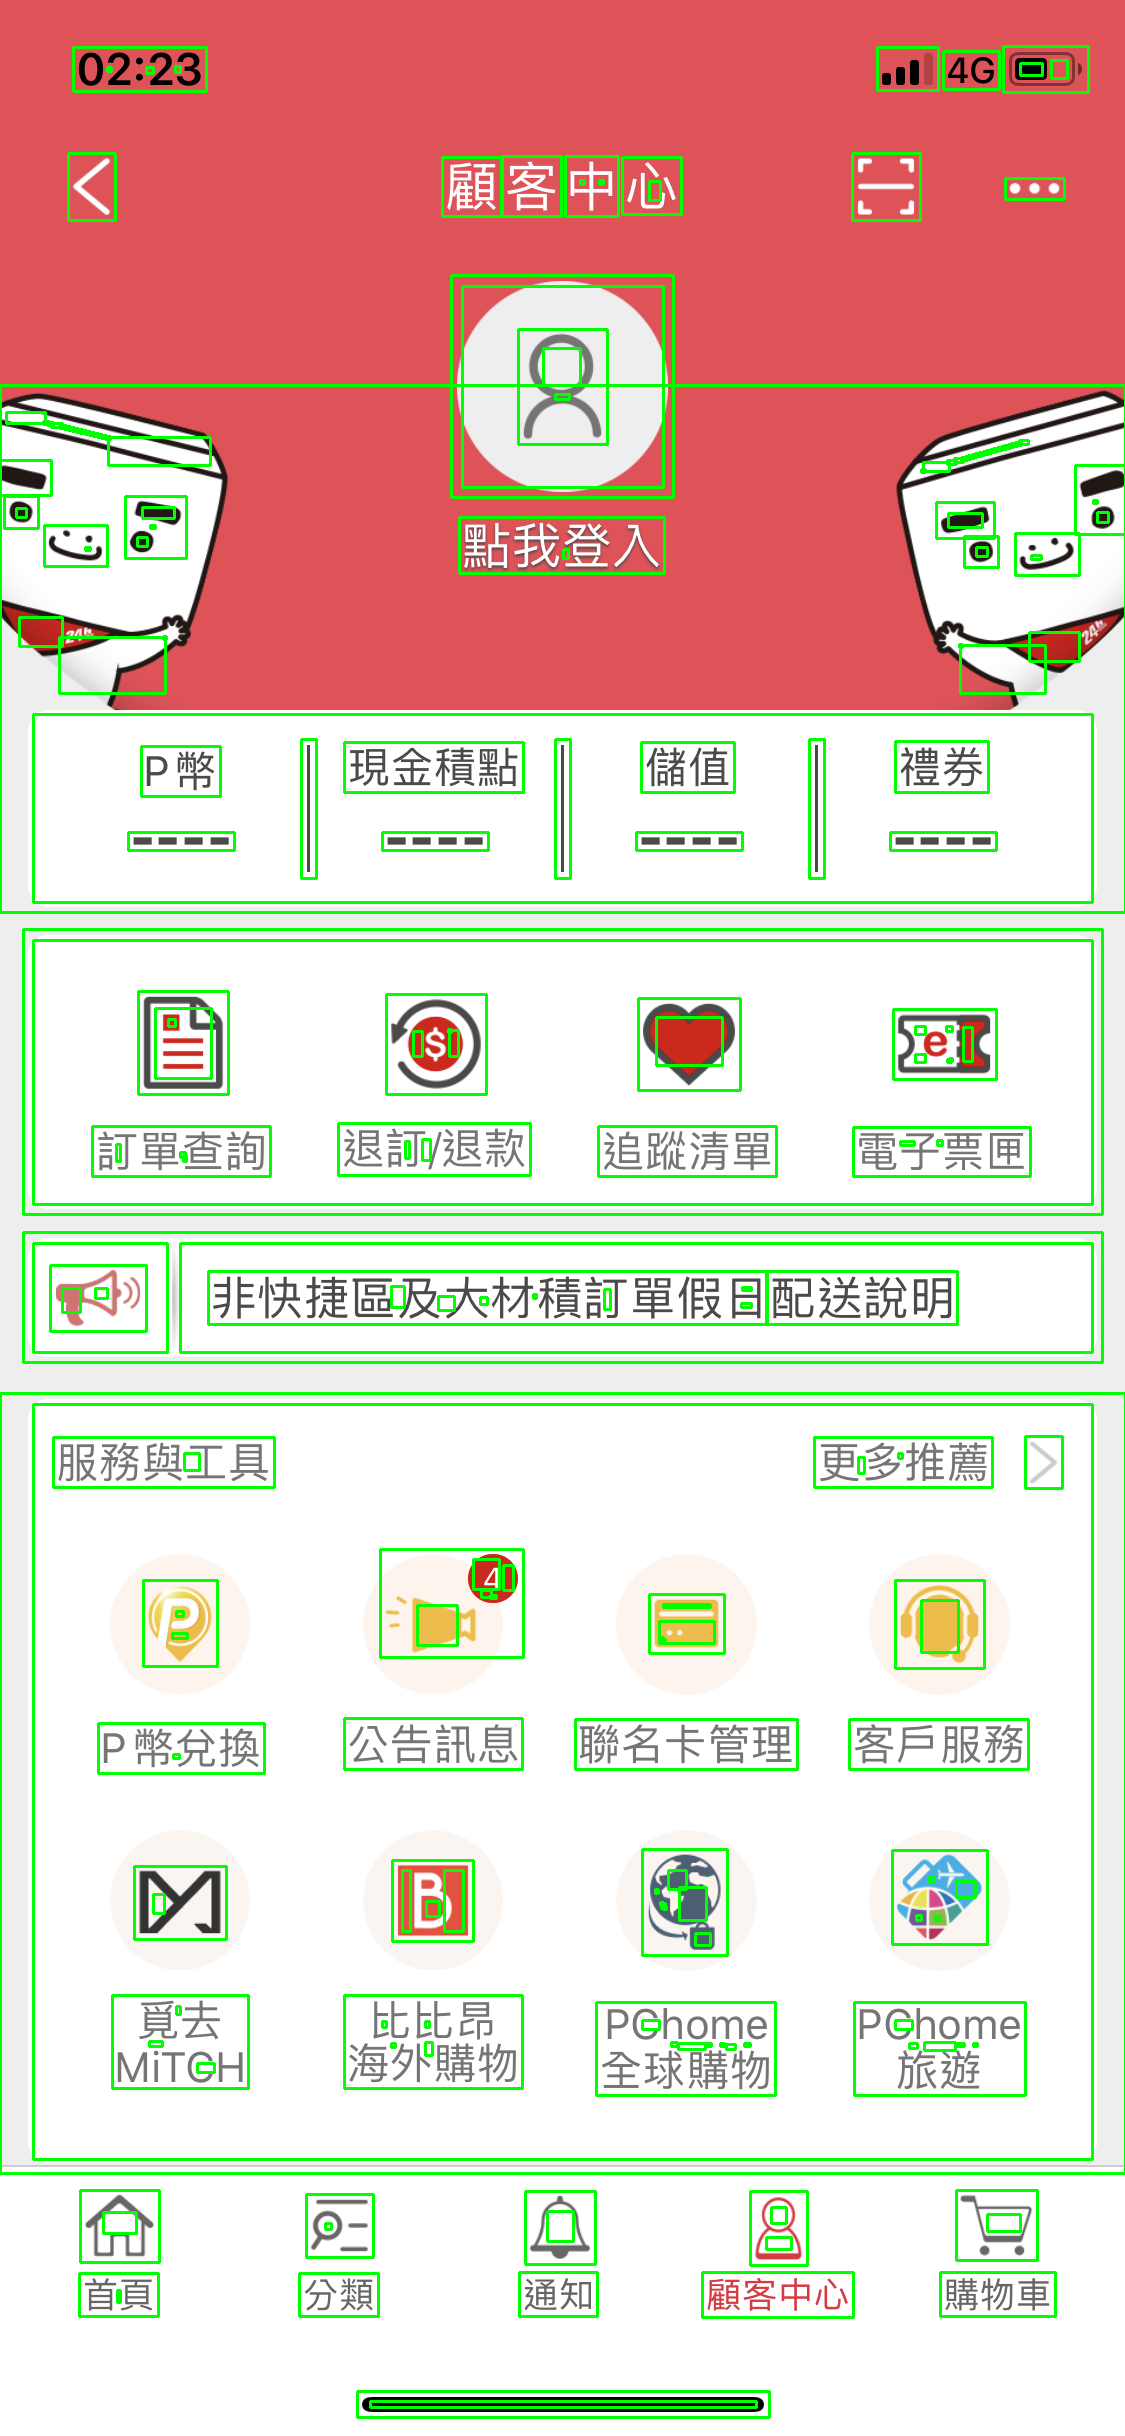 02:23 4G
顧客中心
點我登入
24H 24H
P幣 現金積點 儲值 禮券
---- ---- ---- ----
訂單查詢 退訂/退款 追蹤清單 電子票匣
非快捷區及大材積訂單假日配送說明
服務與工具 更多推薦
4
P幣兌換 公告訊息 聯名卡管理 客戶服務
覓去 比比昂 PChome PChome
MiTCH 海外購物 全球購物 旅遊
首頁 分類 通知 顧客中心 購物車